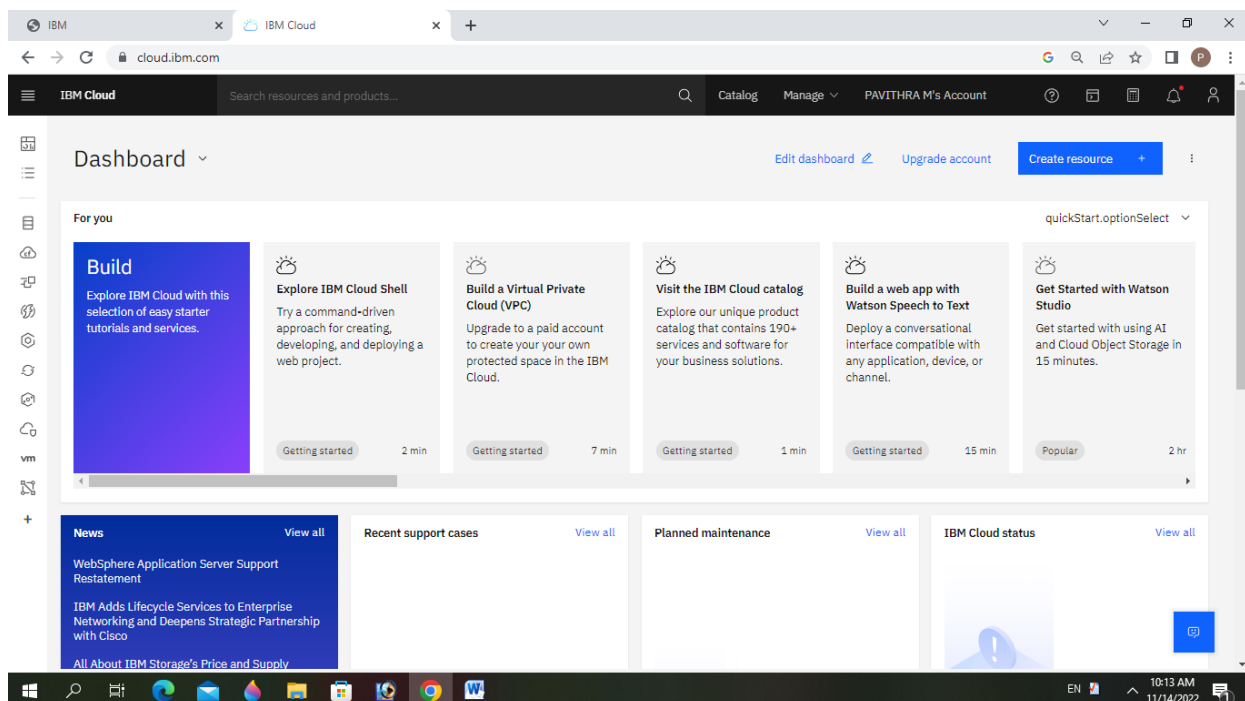 IBM
IBM Cloud
cloud.ibm.com
P
IBM Cloud
Search resources and products...
Catalog
Manage
PAVITHRA M's Account
Dashboard
Edit dashboard
Upgrade account
Create resource +
For you
quickStart.optionSelect
Build
Explore IBM Cloud with this
selection of easy starter
tutorials and services.
Explore IBM Cloud Shell
Try a command-driven
approach for creating,
developing, and deploying a
web project.
Getting started
2 min
Build a Virtual Private
Cloud (VPC)
Upgrade to a paid account
to create your your own
protected space in the IBM
Cloud.
Getting started
7 min
Visit the IBM Cloud catalog
Explore our unique product
catalog that contains 190+
services and software for
your business solutions.
Getting started
1 min
Build a web app with
Watson Speech to Text
Deploy a conversational
interface compatible with
any application, device, or
channel.
Getting started
15 min
Get Started with Watson
Studio
Get started with using AI
and Cloud Object Storage in
15 minutes.
Popular
2 hr
vm
News
View all
WebSphere Application Server Support
Restatement
IBM Adds Lifecycle Services to Enterprise
Networking and Deepens Strategic Partnership
with Cisco
All About IBM Storage's Price and Supply
Recent support cases
View all
Planned maintenance
View all
IBM Cloud status
View all
EN
10:13 AM
11/14/2022